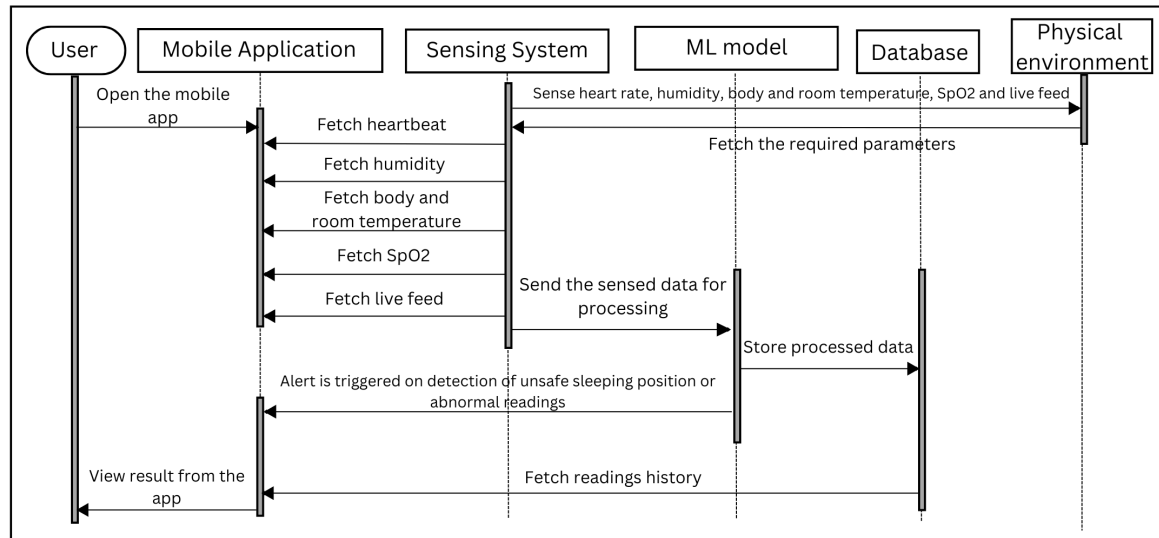 User
Mobile Application
Sensing System
ML model
Database
Physical
environment
Open the mobile
app
Sense heart rate, humidity, body and room temperature, SpO2 and live feed
Fetch heartbeat
Fetch the required parameters
Fetch humidity
Fetch body and
room temperature
Fetch SpO2
Fetch live feed
Send the sensed data for
processing
Store processed data
Alert is triggered on detection of unsafe sleeping position or
abnormal readings
View result from the
app
Fetch readings history